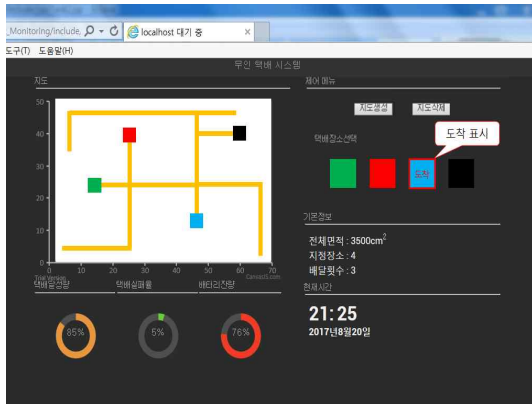 _Monitoring/include,
localhost 대기 중
×
도구(T) 도움말(H)
무인 택배 시스템
지도
50
40
30
20
10
0
0 10 20 30 40 50 60 70
Trial Version
CanvasJS.com
택배달성량 택배실패율 배터리잔량
85% 5% 76%
제어 메뉴
지도생성 지도삭제
택배장소선택
도착 표시
도착
기본정보
전체면적 : 3500cm²
지정장소 : 4
배달횟수 : 3
현재시간
21:25
2017년8월20일